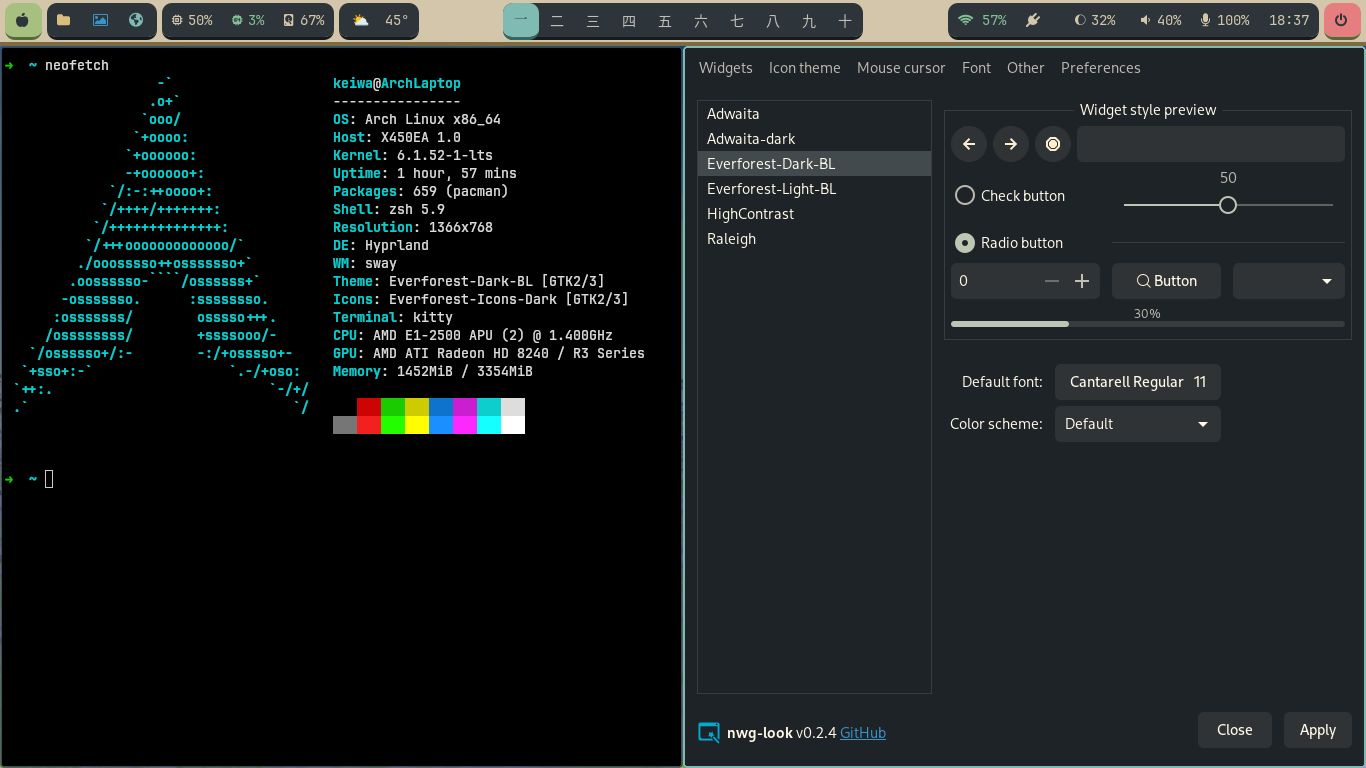 50% 3% 67% 45° 一 二 三 四 五 六 七 八 九 十 57% 32% 40% 100% 18:37
➜ ~ neofetch
-`
.o+`
`ooo/
`+oooo:
`+oooooo:
-+oooooo+:
`/:-:++oooo+:
`/++++/+++++++:
`/++++++++++++++:
`/+++ooooooooooooo/`
./ooosssso++osssssso+`
.oossssso-````/ossssss+`
-osssssso. :ssssssso.
:osssssss/ osssso+++.
/ossssssss/ +ssssooo/-
`/ossssso+/:- -:/+osssso+-
`+sso+:-` `.-/+oso:
`++:. `-/+/
.` `/
keiwa@ArchLaptop
----------------
OS: Arch Linux x86_64
Host: X450EA 1.0
Kernel: 6.1.52-1-lts
Uptime: 1 hour, 57 mins
Packages: 659 (pacman)
Shell: zsh 5.9
Resolution: 1366x768
DE: Hyprland
WM: sway
Theme: Everforest-Dark-BL [GTK2/3]
Icons: Everforest-Icons-Dark [GTK2/3]
Terminal: kitty
CPU: AMD E1-2500 APU (2) @ 1.400GHz
GPU: AMD ATI Radeon HD 8240 / R3 Series
Memory: 1452MiB / 3354MiB
➜ ~
Widgets Icon theme Mouse cursor Font Other Preferences
Adwaita
Adwaita-dark
Everforest-Dark-BL
Everforest-Light-BL
HighContrast
Raleigh
Widget style preview
50
Check button
Radio button
0 Button
30%
Default font: Cantarell Regular 11
Color scheme: Default
nwg-look v0.2.4 GitHub
Close Apply